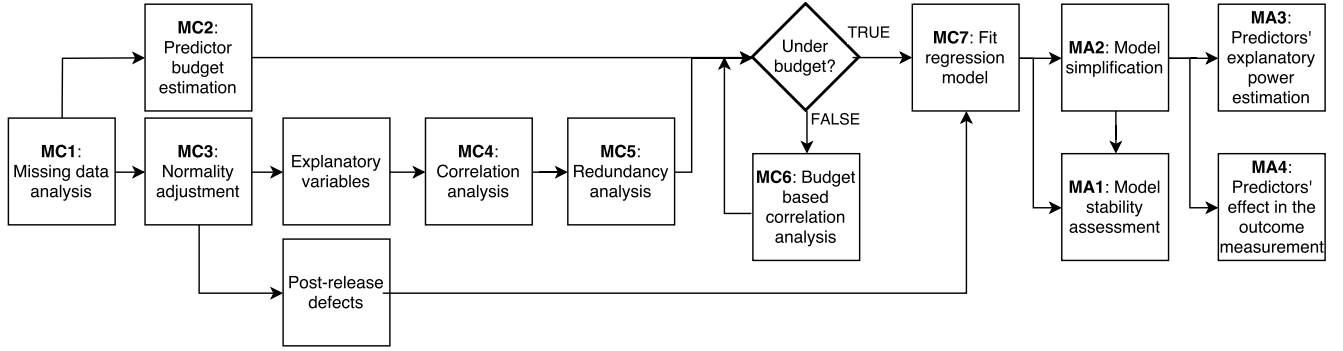 MC1:
Missing data
analysis
MC2:
Predictor
budget
estimation
MC3:
Normality
adjustment
Explanatory
variables
Post-release
defects
MC4:
Correlation
analysis
MC5:
Redundancy
analysis
Under
budget?
TRUE
FALSE
MC6: Budget
based
correlation
analysis
MC7: Fit
regression
model
MA2: Model
simplification
MA1: Model
stability
assessment
MA3:
Predictors'
explanatory
power
estimation
MA4:
Predictors'
effect in the
outcome
measurement